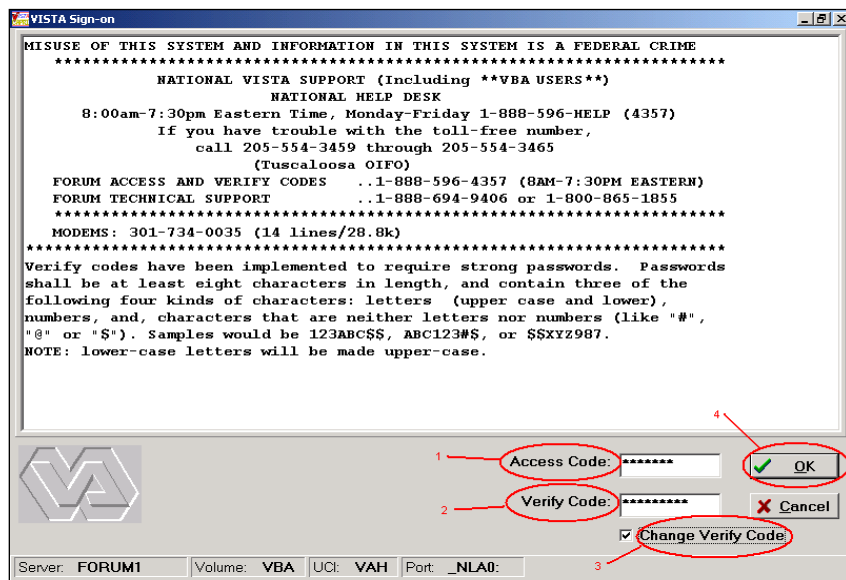 VISTA Sign-on
MISUSE OF THIS SYSTEM AND INFORMATION IN THIS SYSTEM IS A FEDERAL CRIME
***********************************************************************
NATIONAL VISTA SUPPORT (Including **VBA USERS**)
NATIONAL HELP DESK
8:00am-7:30pm Eastern Time, Monday-Friday 1-888-596-HELP (4357)
If you have trouble with the toll-free number,
call 205-554-3459 through 205-554-3465
(Tuscaloosa OIFO)
FORUM ACCESS AND VERIFY CODES ..1-888-596-4357 (8AM-7:30PM EASTERN)
FORUM TECHNICAL SUPPORT ..1-888-694-9406 or 1-800-865-1855
***********************************************************************
MODEMS: 301-734-0035 (14 lines/28.8k)
**************************************************************************
Verify codes have been implemented to require strong passwords. Passwords
shall be at least eight characters in length, and contain three of the
following four kinds of characters: letters (upper case and lower),
numbers, and, characters that are neither letters nor numbers (like "#",
"@" or "$"). Samples would be 123ABC$$, ABC123#$, or $$XYZ987.
NOTE: lower-case letters will be made upper-case.
4
1 Access Code: ******* OK
2 Verify Code: ********* Cancel
Change Verify Code
3
Server: FORUM1 Volume: VBA UCI: VAH Port: _NLA0: